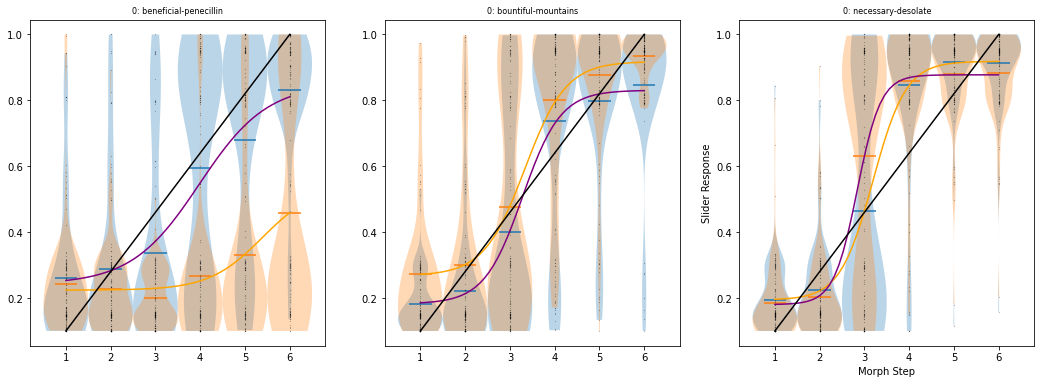 0: beneficial-penecillin
1.0
0.8
0.6
0.4
0.2
1 2 3 4 5 6
0: bountiful-mountains
1.0
0.8
0.6
0.4
0.2
1 2 3 4 5 6
0: necessary-desolate
Slider Response
1.0
0.8
0.6
0.4
0.2
1 2 3 4 5 6
Morph Step